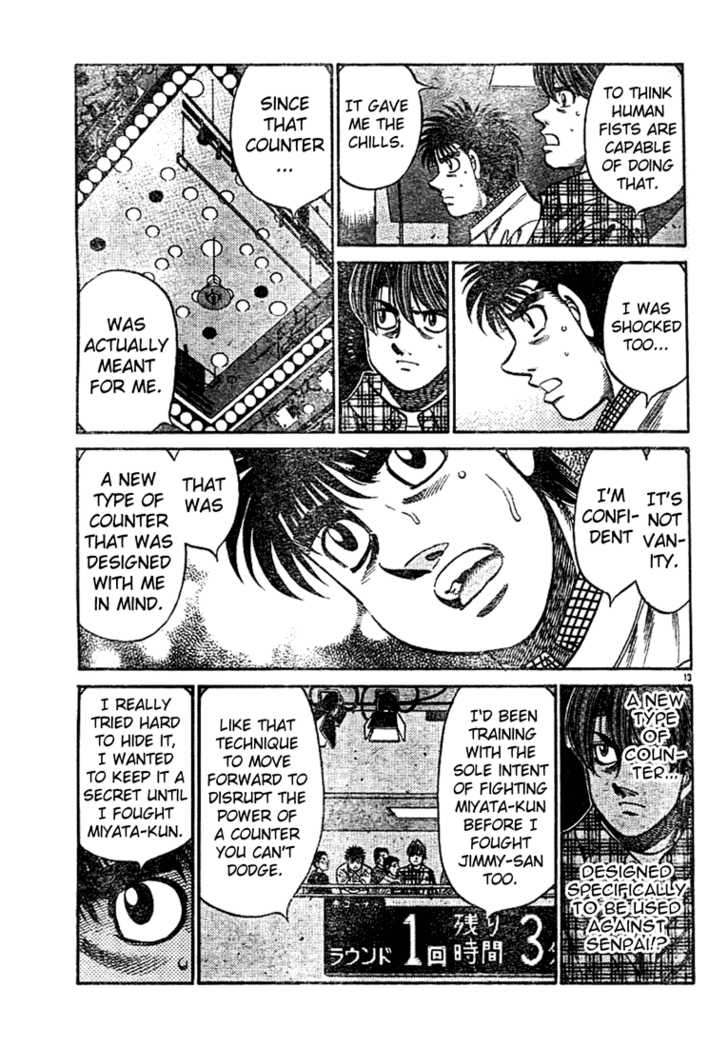 TO THINK
HUMAN
FISTS ARE
CAPABLE
OF DOING
THAT.
IT GAVE
ME THE
CHILLS.
SINCE
THAT
COUNTER
...
WAS
ACTUALLY
MEANT
FOR ME.
I WAS
SHOCKED
TOO...
IT'S
NOT
VAN-
ITY.
I'M
CONFI-
DENT
THAT
WAS
A NEW
TYPE OF
COUNTER
THAT WAS
DESIGNED
WITH ME
IN MIND.
13
A NEW
TYPE
OF
COUN-
TER...
DESIGNED
SPECIFICALLY
TO BE USED
AGAINST
SENPAI!?
I'D BEEN
TRAINING
WITH THE
SOLE INTENT
OF FIGHTING
MIYATA-KUN
BEFORE I
FOUGHT
JIMMY-SAN
TOO.
LIKE THAT
TECHNIQUE
TO MOVE
FORWARD TO
DISRUPT THE
POWER OF
A COUNTER
YOU CAN'T
DODGE.
ラウンド 1回 残り時間 3分
I REALLY
TRIED HARD
TO HIDE IT,
I WANTED
TO KEEP IT A
SECRET UNTIL
I FOUGHT
MIYATA-KUN.